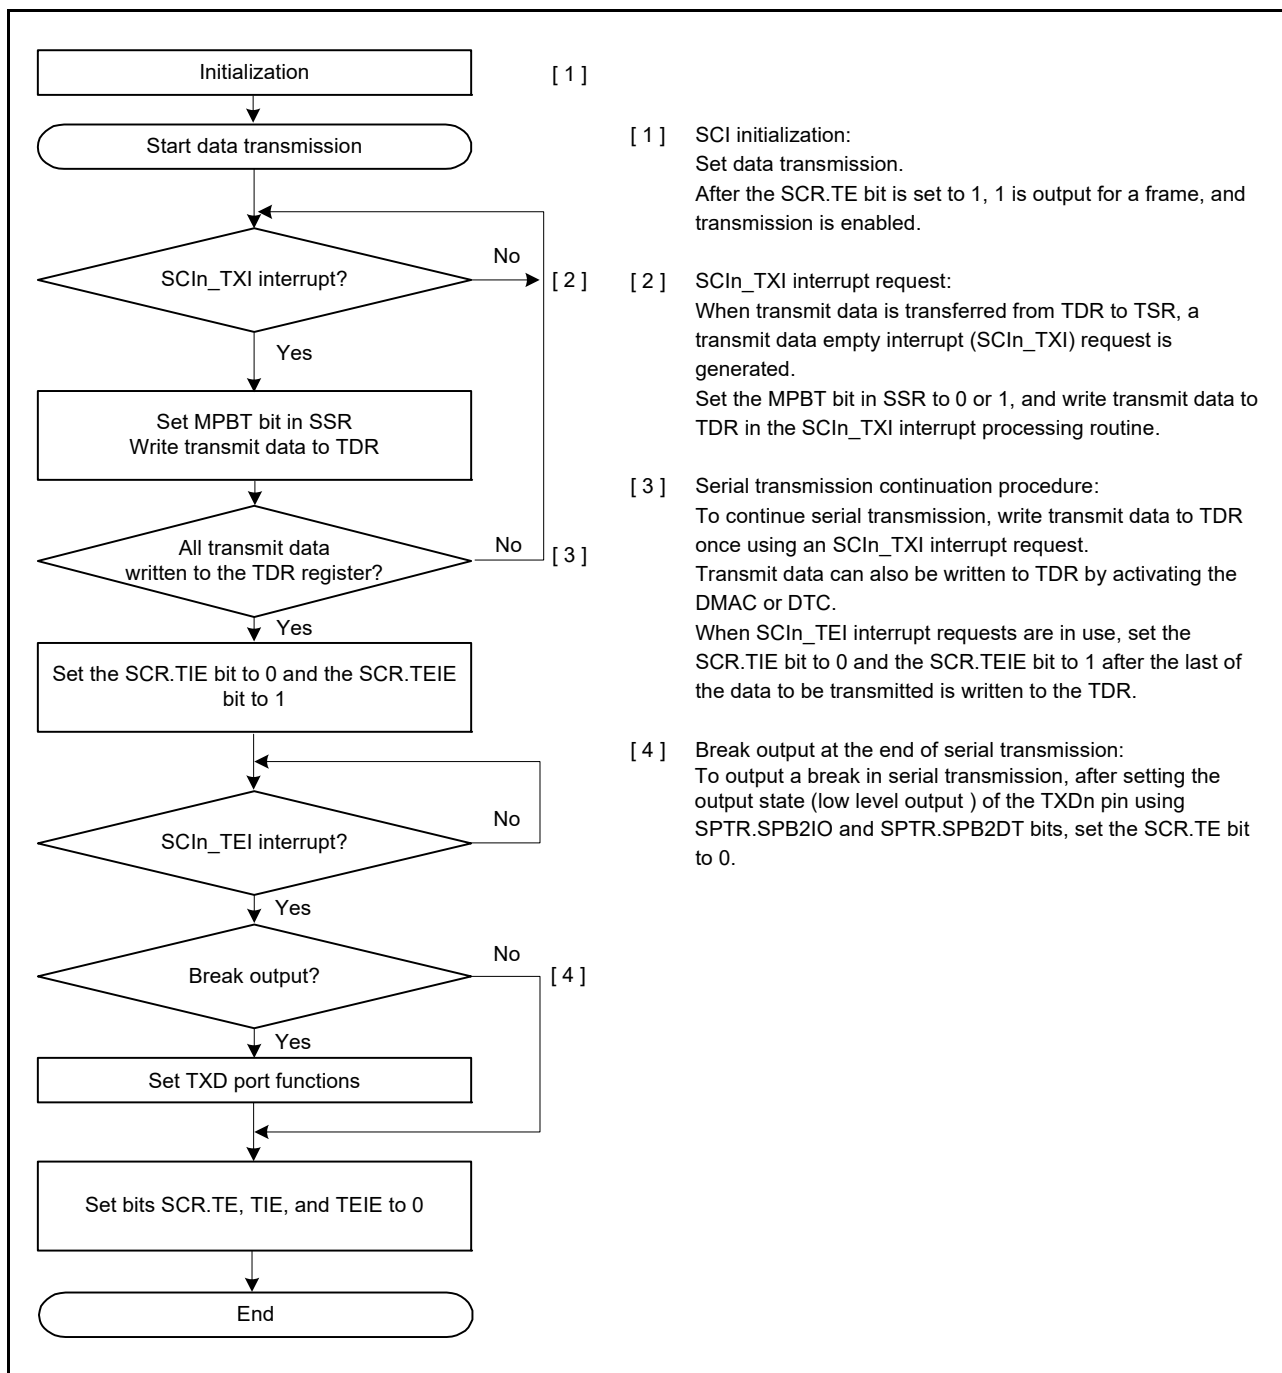 Initialization
[ 1 ]
Start data transmission
SCIn_TXI interrupt?
No
[ 2 ]
Yes
Set MPBT bit in SSR
Write transmit data to TDR
All transmit data
written to the TDR register?
No
[ 3 ]
Yes
Set the SCR.TIE bit to 0 and the SCR.TEIE
bit to 1
SCIn_TEI interrupt?
No
Yes
Break output?
No
[ 4 ]
Yes
Set TXD port functions
Set bits SCR.TE, TIE, and TEIE to 0
End
[ 1 ] SCI initialization:
Set data transmission.
After the SCR.TE bit is set to 1, 1 is output for a frame, and
transmission is enabled.
[ 2 ] SCIn_TXI interrupt request:
When transmit data is transferred from TDR to TSR, a
transmit data empty interrupt (SCIn_TXI) request is
generated.
Set the MPBT bit in SSR to 0 or 1, and write transmit data to
TDR in the SCIn_TXI interrupt processing routine.
[ 3 ] Serial transmission continuation procedure:
To continue serial transmission, write transmit data to TDR
once using an SCIn_TXI interrupt request.
Transmit data can also be written to TDR by activating the
DMAC or DTC.
When SCIn_TEI interrupt requests are in use, set the
SCR.TIE bit to 0 and the SCR.TEIE bit to 1 after the last of
the data to be transmitted is written to the TDR.
[ 4 ] Break output at the end of serial transmission:
To output a break in serial transmission, after setting the
output state (low level output ) of the TXDn pin using
SPTR.SPB2IO and SPTR.SPB2DT bits, set the SCR.TE bit
to 0.